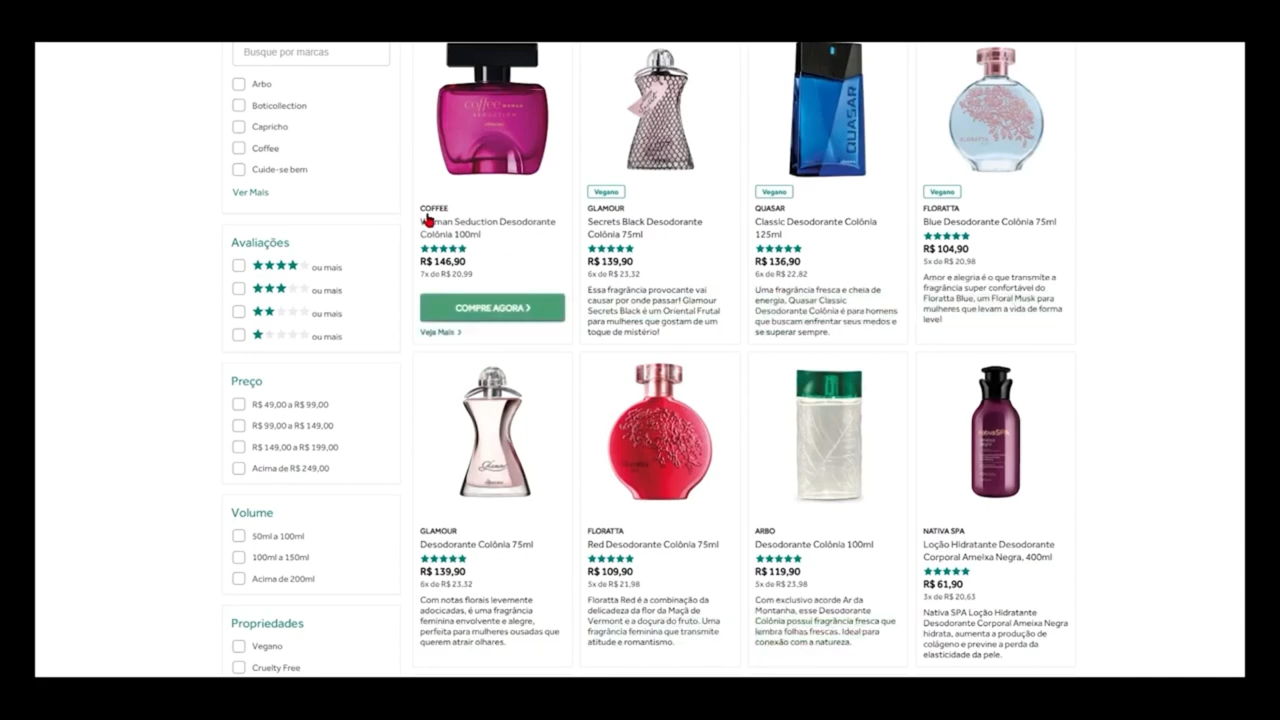 Busque por marcas
Arbo
Boticollection
Capricho
Coffee
Cuide-se bem
Ver Mais
Avaliações
ou mais
ou mais
ou mais
ou mais
Preço
R$ 49,00 a R$ 99,00
R$ 99,00 a R$ 149,00
R$ 149,00 a R$ 199,00
Acima de R$ 249,00
Volume
50ml a 100ml
100ml a 150ml
Acima de 200ml
Propriedades
Vegano
Cruelty Free
coffee WOMAN
SEDUCTION
COFFEE
Woman Seduction Desodorante
Colônia 100ml
R$ 146,90
7x de R$ 20,99
COMPRE AGORA
Veja Mais
Vegano
GLAMOUR
Secrets Black Desodorante
Colônia 75ml
R$ 139,90
6x de R$ 23,32
Essa fragrância provocante vai
causar por onde passar! Glamour
Secrets Black é um Oriental Frutal
para mulheres que gostam de um
toque de mistério!
QUASAR
Vegano
QUASAR
Classic Desodorante Colônia
125ml
R$ 136,90
6x de R$ 22,82
Uma fragrância fresca e cheia de
energia, Quasar Classic
Desodorante Colônia é para homens
que buscam enfrentar seus medos e
se superar sempre.
FLORATTA
Vegano
FLORATTA
Blue Desodorante Colônia 75ml
R$ 104,90
5x de R$ 20,98
Amor e alegria é o que transmite a
fragrância super confortável do
Floratta Blue, um Floral Musk para
mulheres que levam a vida de forma
leve!
Glamour
GLAMOUR
Desodorante Colônia 75ml
R$ 139,90
6x de R$ 23,32
Com notas florais levemente
adocicadas, é uma fragrância
feminina envolvente e alegre,
perfeita para mulheres ousadas que
querem atrair olhares.
FLORATTA
Red Desodorante Colônia 75ml
R$ 109,90
5x de R$ 21,98
Floratta Red é a combinação da
delicadeza da flor da Maçã de
Vermont e a doçura do fruto. Uma
fragrância feminina que transmite
atitude e romantismo.
ARBO
Desodorante Colônia 100ml
R$ 119,90
5x de R$ 23,98
Com exclusivo acorde Ar da
Montanha, esse Desodorante
Colônia possui fragrância fresca que
lembra folhas frescas. Ideal para
conexão com a natureza.
nativa SPA
NATIVA SPA
Loção Hidratante Desodorante
Corporal Ameixa Negra, 400ml
R$ 61,90
3x de R$ 20,63
Nativa SPA Loção Hidratante
Desodorante Corporal Ameixa Negra
hidrata, aumenta a produção de
colágeno e previne a perda da
elasticidade da pele.